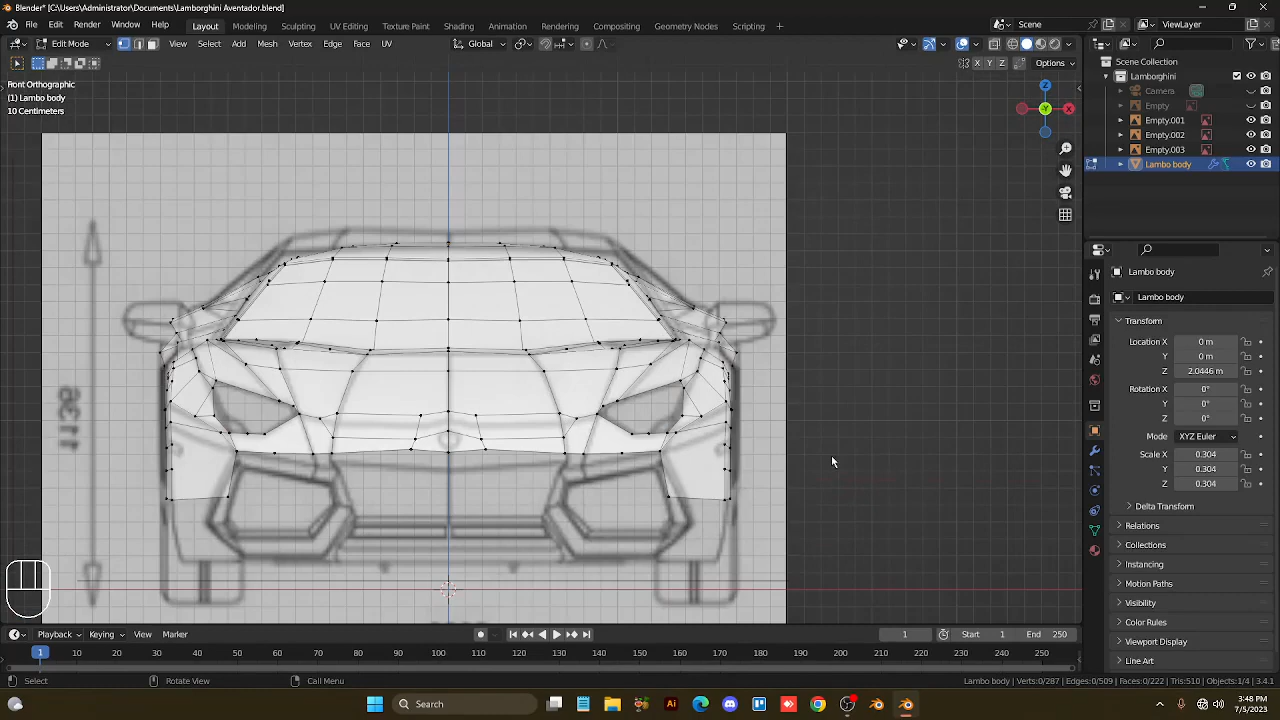 Blender* [C:\Users\Administrator\Documents\Lamborghini Aventador.blend]
File Edit Render Window Help Layout Modeling Sculpting UV Editing Texture Paint Shading Animation Rendering Compositing Geometry Nodes Scripting Scene ViewLayer
Edit Mode View Select Add Mesh Vertex Edge Face UV Global
X Y Z Options
Front Orthographic
(1) Lambo body
10 Centimeters
Z
Y
X
1136
Scene Collection
Lamborghini
Camera
Empty
Empty.001
Empty.002
Empty.003
Lambo body
Lambo body
Lambo body
Transform
Location X 0 m
Y 0 m
Z 2.0446 m
Rotation X 0°
Y 0°
Z 0°
Mode XYZ Euler
Scale X 0.304
Y 0.304
Z 0.304
Delta Transform
Relations
Collections
Instancing
Motion Paths
Visibility
Color Rules
Viewport Display
Line Art
Playback Keying View Marker 1 Start 1 End 250
1 10 20 30 40 50 60 70 80 90 100 110 120 130 140 150 160 170 180 190 200 210 220 230 240 250
Select Rotate View Call Menu Lambo body | Verts:0/287 | Edges:0/509 | Faces:0/222 | Tris:510 | Objects:1/4 | 3.4.1
Search
Ai
3:46 PM
7/5/2023